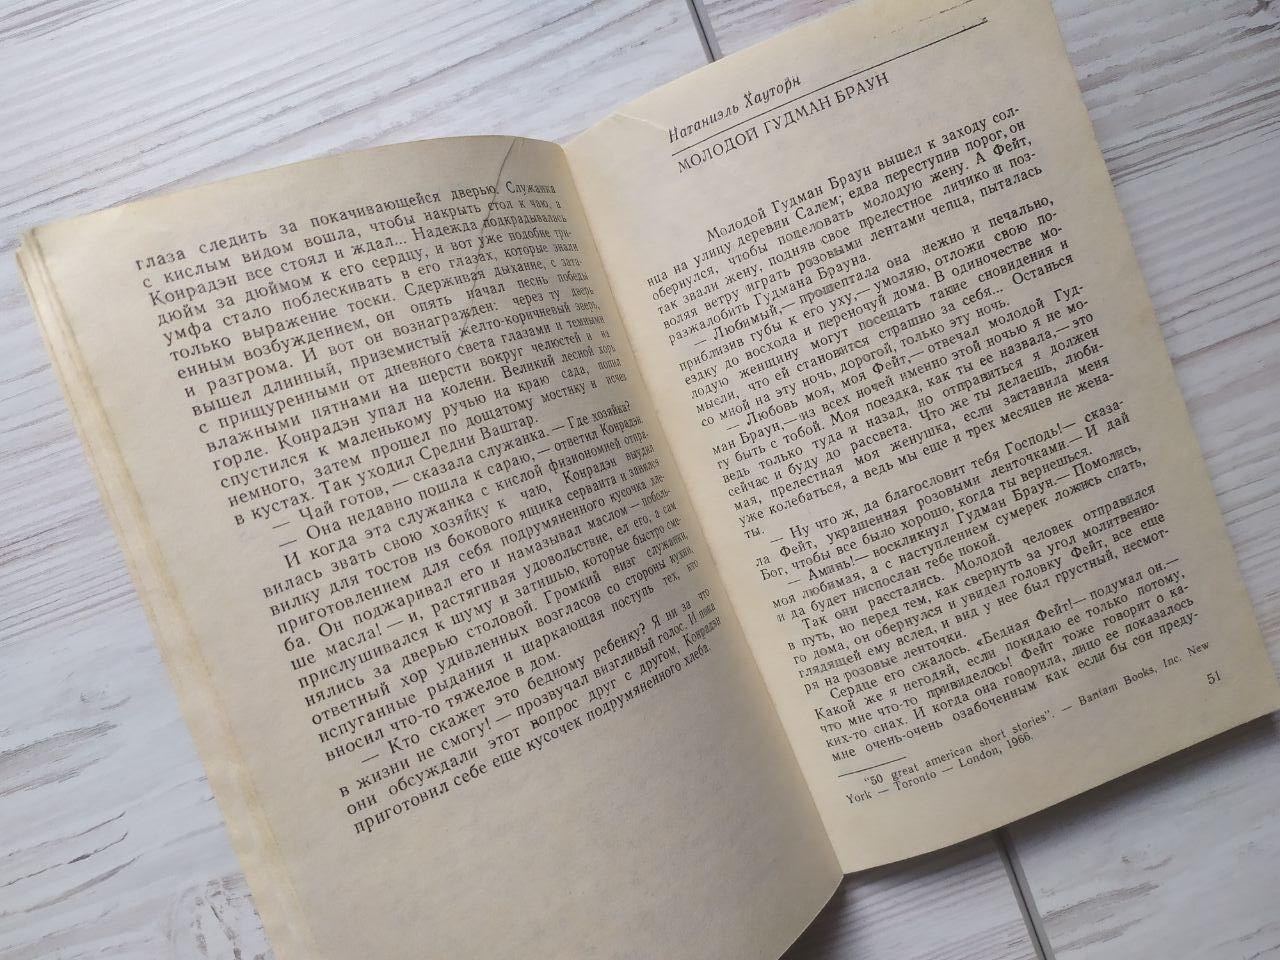 глаза следить за покачивающейся дверью. Служанка
с кислым видом вошла, чтобы накрыть стол к чаю, а
Конрадэн все стоял и ждал... Надежда подкрадывалась
дюйм за дюймом к его сердцу, и вот уже подобие три-
умфа стало поблескивать в его глазах, которые знали
только выражение тоски. Сдерживая дыхание, с зата-
енным возбуждением, он опять начал песнь победы
и разгрома. И вот он вознагражден: через ту дверь
вышел длинный, приземистый желто-коричневый зверь,
с прищуренными от дневного света глазами и темными
влажными пятнами на шерсти вокруг челюстей и на
горле. Конрадэн упал на колени. Великий лесной хорь
спустился к маленькому ручью на краю сада, попил
немного, затем прошел по дощатому мостику и исчез
в кустах. Так уходил Средни Ваштар.
— Чай готов, — сказала служанка. — Где хозяйка?
— Она недавно пошла к сараю, — ответил Конрадэн.
И когда эта служанка с кислой физиономией отпра-
вилась звать свою хозяйку к чаю, Конрадэн выудил
вилку для тостов из бокового ящика серванта и занялся
приготовлением для себя подрумяненного кусочка хле-
ба. Он поджаривал его и намазывал маслом — поболь-
ше масла! — и, растягивая удовольствие, ел его, а сам
прислушивался к шуму и затишью, которые быстро сме-
нялись за дверью столовой. Громкий визг служанки,
ответный хор удивленных возгласов со стороны кухни,
испуганные рыдания и шаркающая поступь тех, кто
вносил что-то тяжелое в дом.
— Кто скажет это бедному ребенку? Я ни за что
в жизни не смогу! — прозвучал визгливый голос. И пока
они обсуждали этот вопрос друг с другом, Конрадэн
приготовил себе еще кусочек подрумяненного хлеба.
Натаниэль Хауторн
МОЛОДОЙ ГУДМАН БРАУН
Молодой Гудман Браун вышел к заходу сол-
нца на улицу деревни Салем; едва переступив порог, он
обернулся, чтобы поцеловать молодую жену. А Фейт,
так звали жену, подняв свое прелестное личико и поз-
воляя ветру играть розовыми лентами чепца, пыталась
разжалобить Гудмана Брауна.
— Любимый,— прошептала она нежно и печально,
приблизив губы к его уху,— умоляю, отложи свою по-
ездку до восхода и переночуй дома. В одиночестве мо-
лодую женщину могут посещать такие сновидения и
мысли, что ей становится страшно за себя... Останься
со мной на эту ночь, дорогой, только эту ночь.
— Любовь моя, моя Фейт,— отвечал молодой Гуд-
ман Браун,—из всех ночей именно этой ночью я не мо-
гу быть с тобой. Моя поездка, как ты ее назвала,— это
ведь только туда и назад, но отправиться я должен
сейчас и буду до рассвета. Что же ты делаешь, люби-
мая, прелестная моя женушка, если заставила меня
уже колебаться, а ведь мы еще и трех месяцев не жена-
ты.
— Ну что ж, да благословит тебя Господь!— сказа-
ла Фейт, украшенная розовыми ленточками.— И дай
Бог, чтобы все было хорошо, когда ты вернешься.
— Аминь!— воскликнул Гудман Браун.— Помолись,
моя любимая, а с наступлением сумерек ложись спать,
и да будет ниспослан тебе покой.
Так они расстались. Молодой человек отправился
в путь, но перед тем, как свернуть за угол молитвенно-
го дома, он обернулся и увидел головку Фейт, все еще
глядящей ему вслед, и вид у нее был грустный, несмот-
ря на розовые ленточки.
Сердце его сжалось. «Бедная Фейт!— подумал он.—
Какой же я негодяй, если покидаю ее только потому,
что мне что-то привиделось! Фейт тоже говорит о ка-
ких-то снах. И когда она говорила, лицо ее показалось
мне очень-очень озабоченным как если бы сон преду-
"50 great american short stories". — Bantam Books, Inc. New
York — Toronto — London, 1966.
51